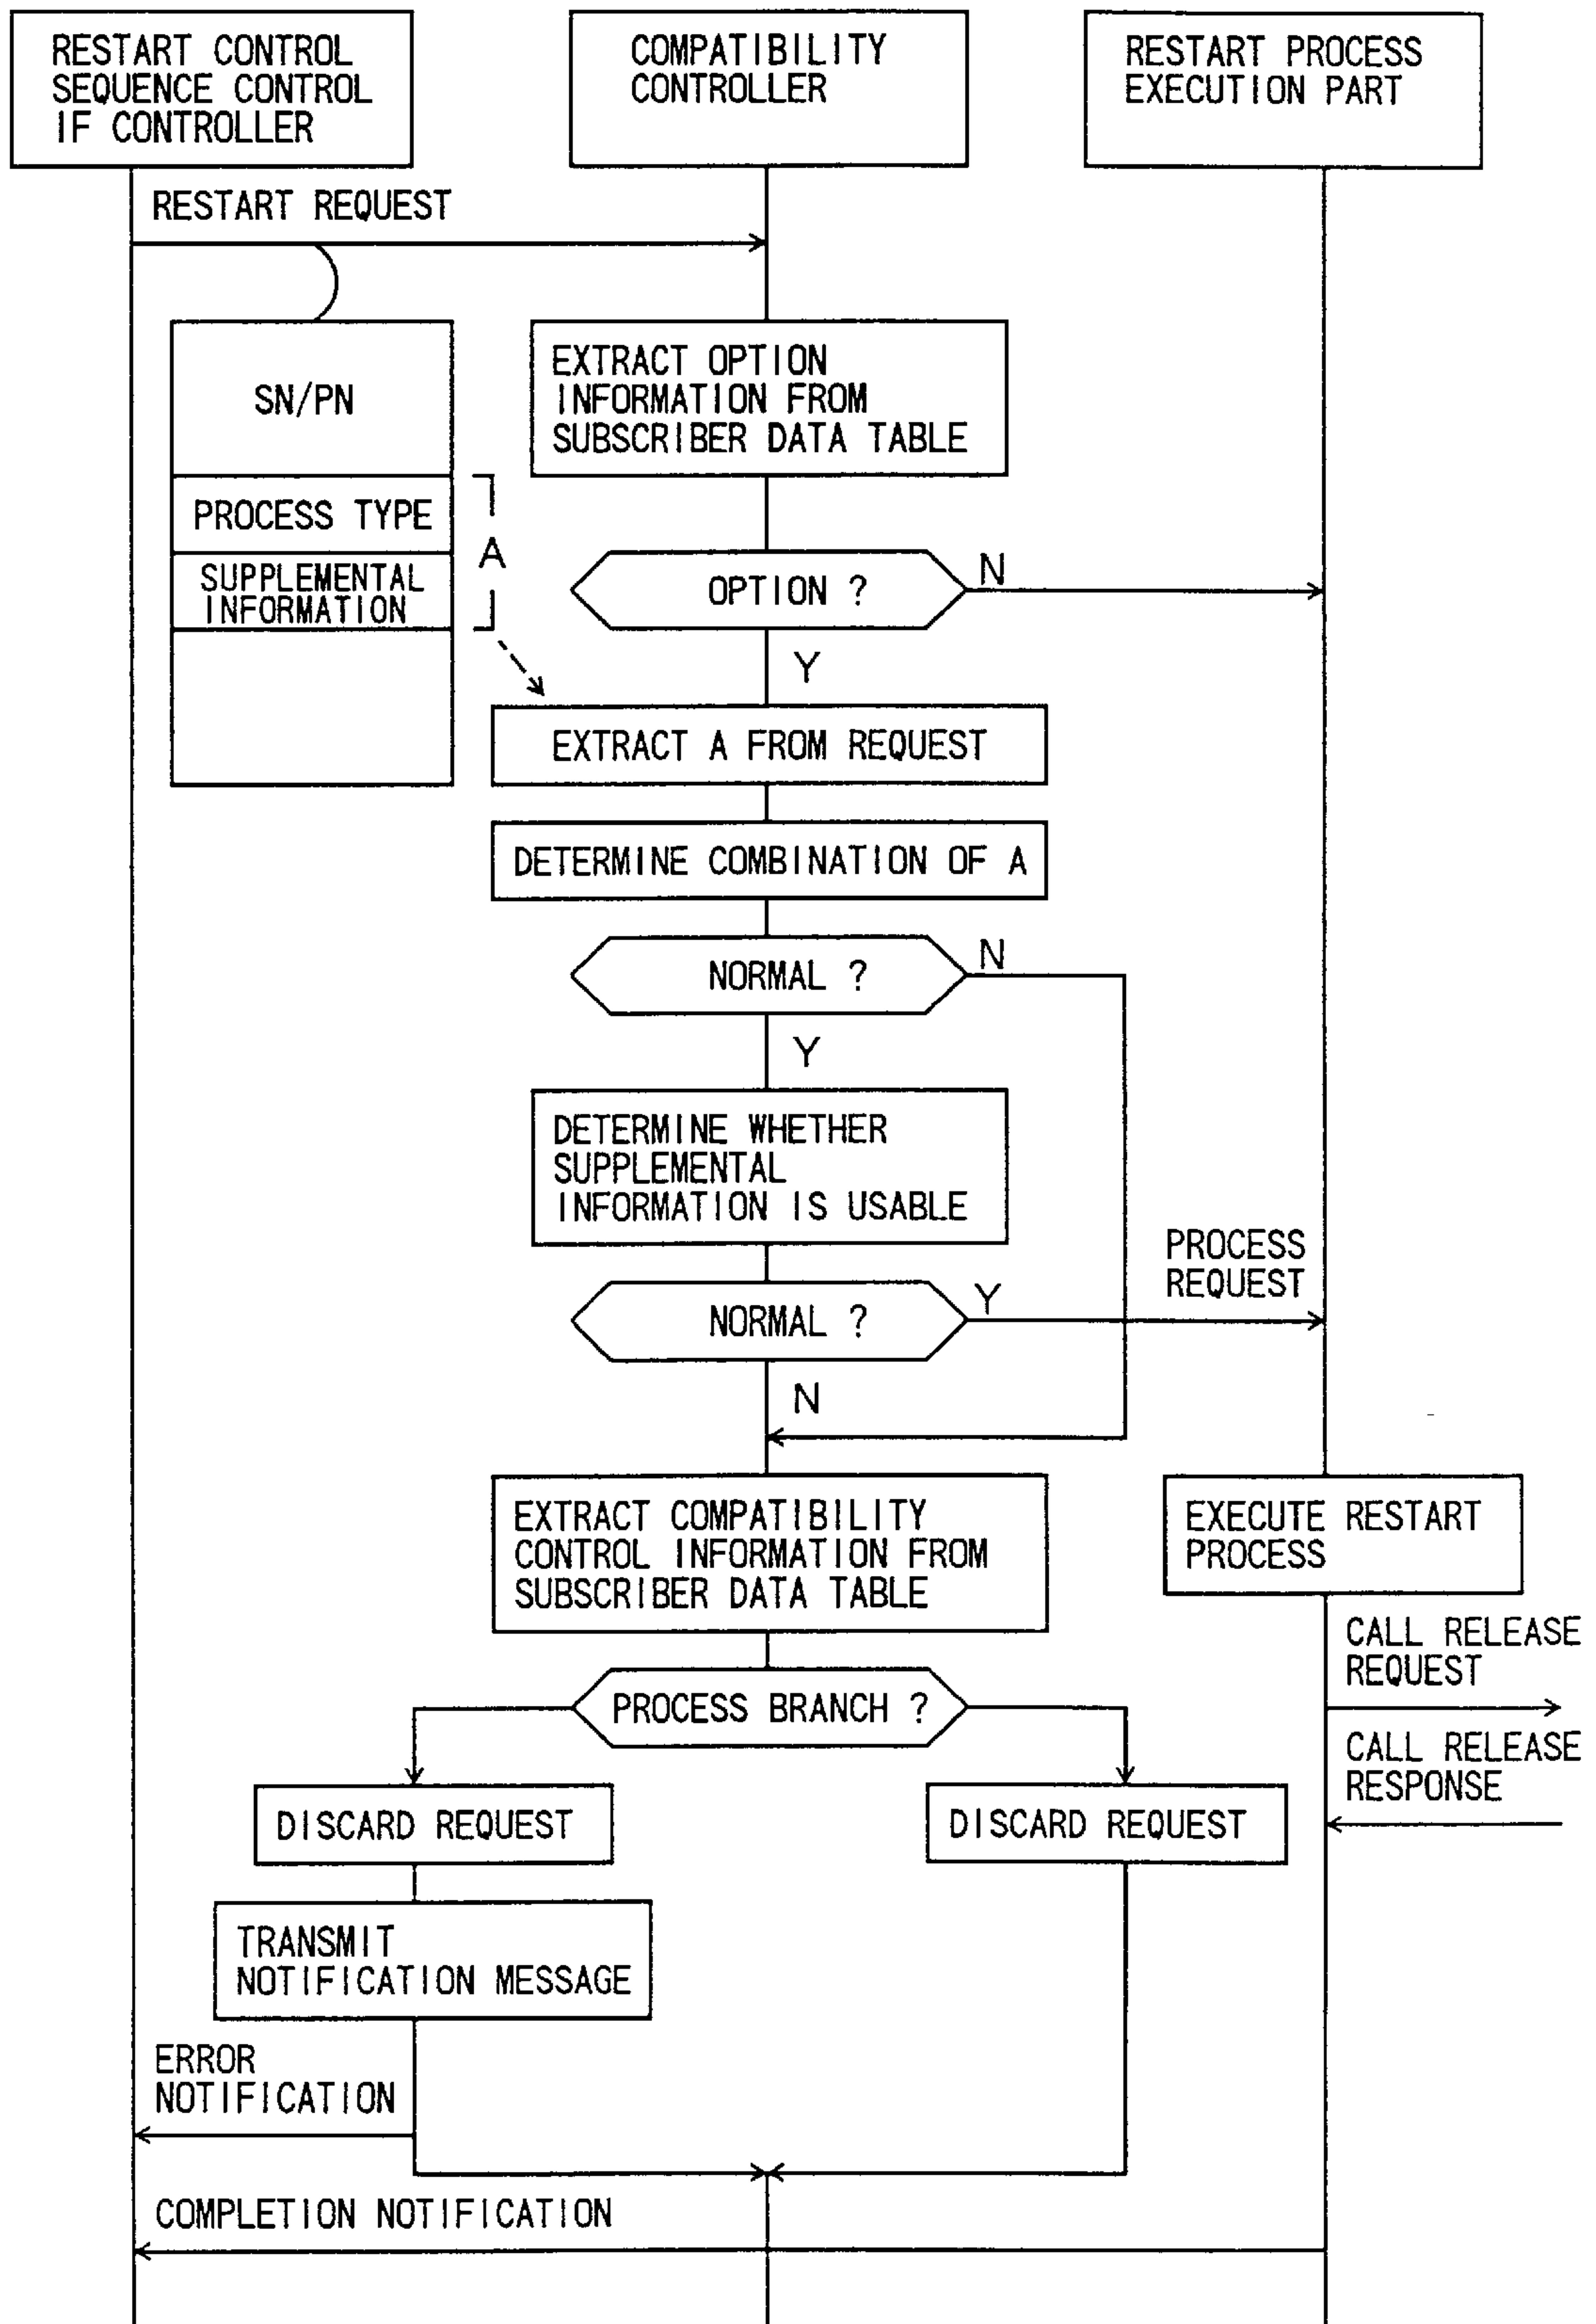 RESTART CONTROL
SEQUENCE CONTROL
IF CONTROLLER
COMPATIBILITY
CONTROLLER
RESTART PROCESS
EXECUTION PART
RESTART REQUEST
SN/PN
EXTRACT OPTION
INFORMATION FROM
SUBSCRIBER DATA TABLE
PROCESS TYPE
A
SUPPLEMENTAL
INFORMATION
OPTION ?
N
Y
EXTRACT A FROM REQUEST
DETERMINE COMBINATION OF A
NORMAL ?
N
Y
DETERMINE WHETHER
SUPPLEMENTAL
INFORMATION IS USABLE
PROCESS
REQUEST
NORMAL ?
Y
N
EXTRACT COMPATIBILITY
CONTROL INFORMATION FROM
SUBSCRIBER DATA TABLE
EXECUTE RESTART
PROCESS
CALL RELEASE
REQUEST
PROCESS BRANCH ?
CALL RELEASE
RESPONSE
DISCARD REQUEST
DISCARD REQUEST
TRANSMIT
NOTIFICATION MESSAGE
ERROR
NOTIFICATION
COMPLETION NOTIFICATION